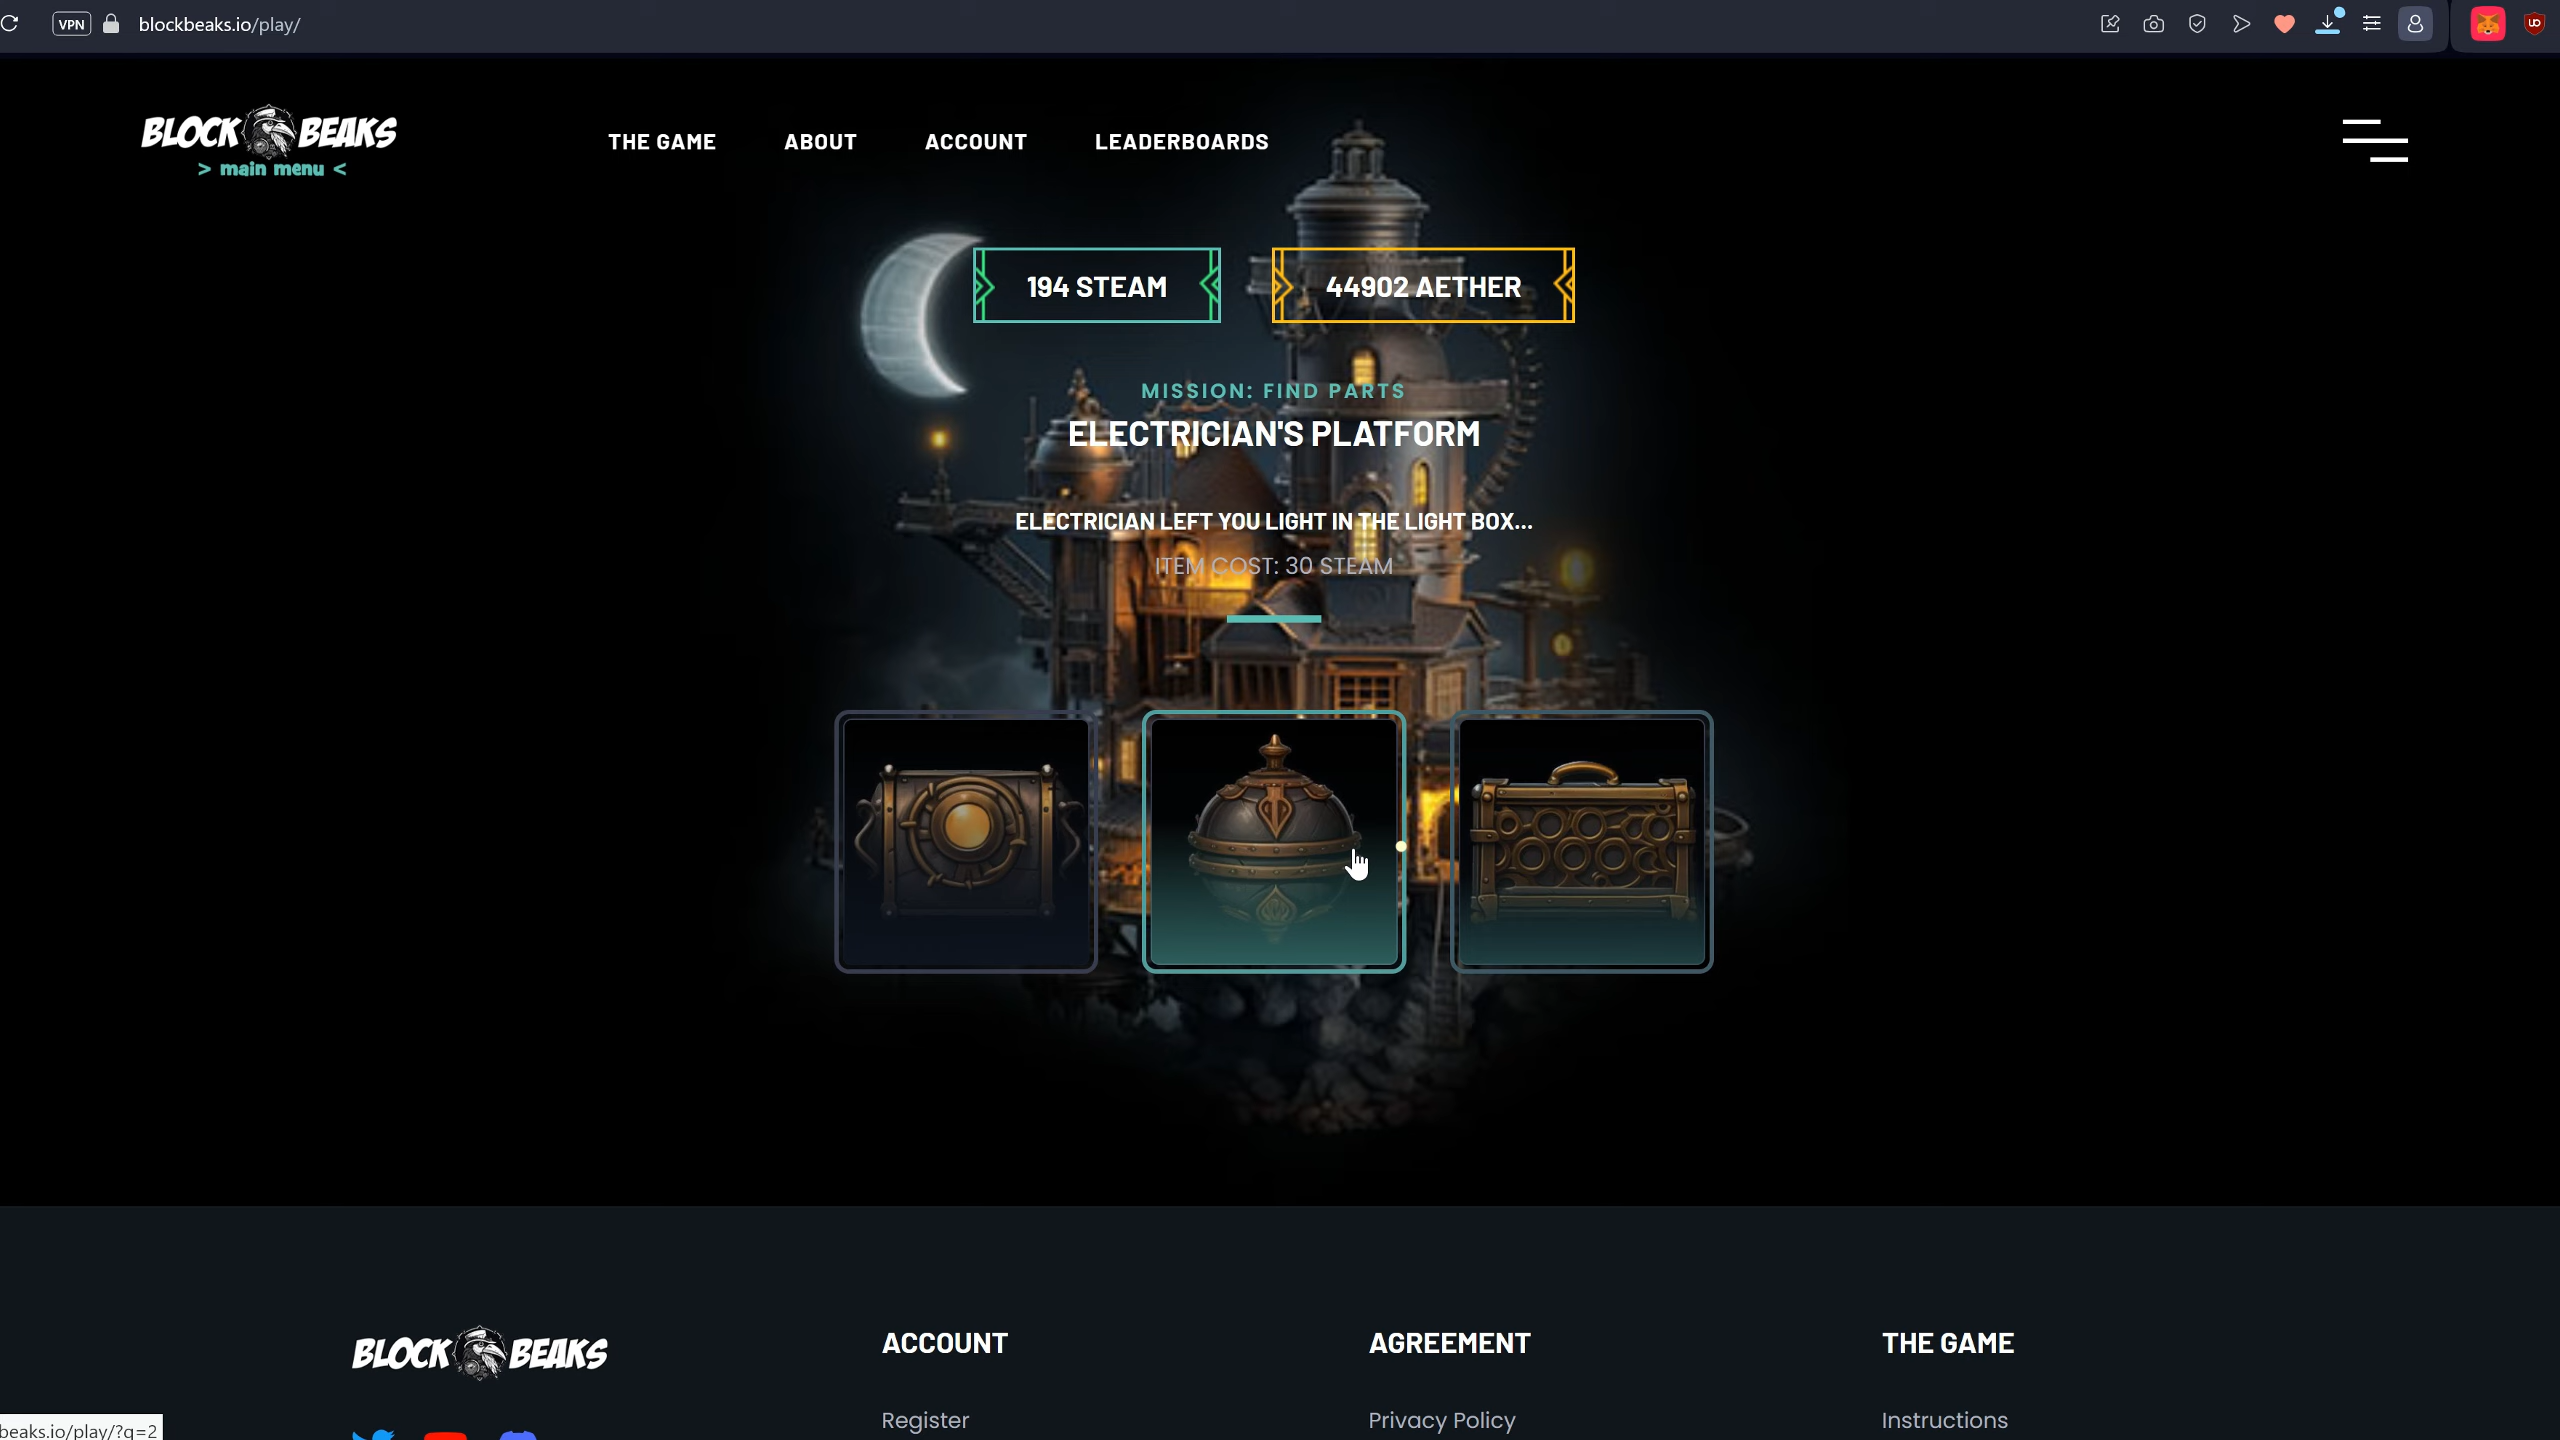 VPN
blockbeaks.io/play/
BLOCK BEAKS
> main menu <
THE GAME
ABOUT
ACCOUNT
LEADERBOARDS
194 STEAM
44902 AETHER
MISSION: FIND PARTS
ELECTRICIAN'S PLATFORM
ELECTRICIAN LEFT YOU LIGHT IN THE LIGHT BOX...
ITEM COST: 30 STEAM
BLOCK BEAKS
ACCOUNT
AGREEMENT
THE GAME
Register
Privacy Policy
Instructions
beaks.io/play/?q=2